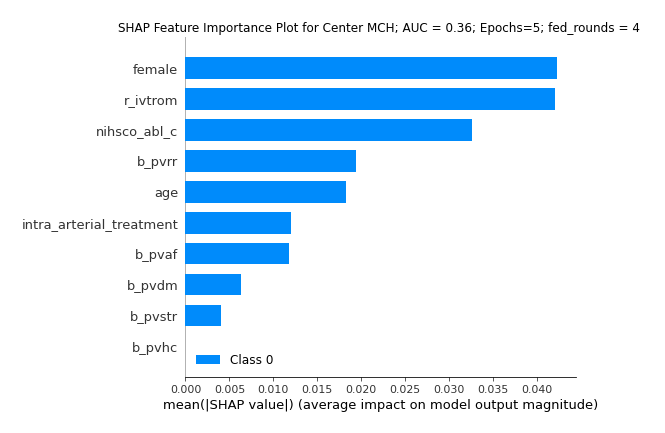 SHAP Feature Importance Plot for Center MCH; AUC = 0.36; Epochs=5; fed_rounds = 4
female
r_ivtrom
nihsco_abl_c
b_pvrr
age
intra_arterial_treatment
b_pvaf
b_pvdm
b_pvstr
b_pvhc
Class 0
0.000 0.005 0.010 0.015 0.020 0.025 0.030 0.035 0.040
mean(|SHAP value|) (average impact on model output magnitude)